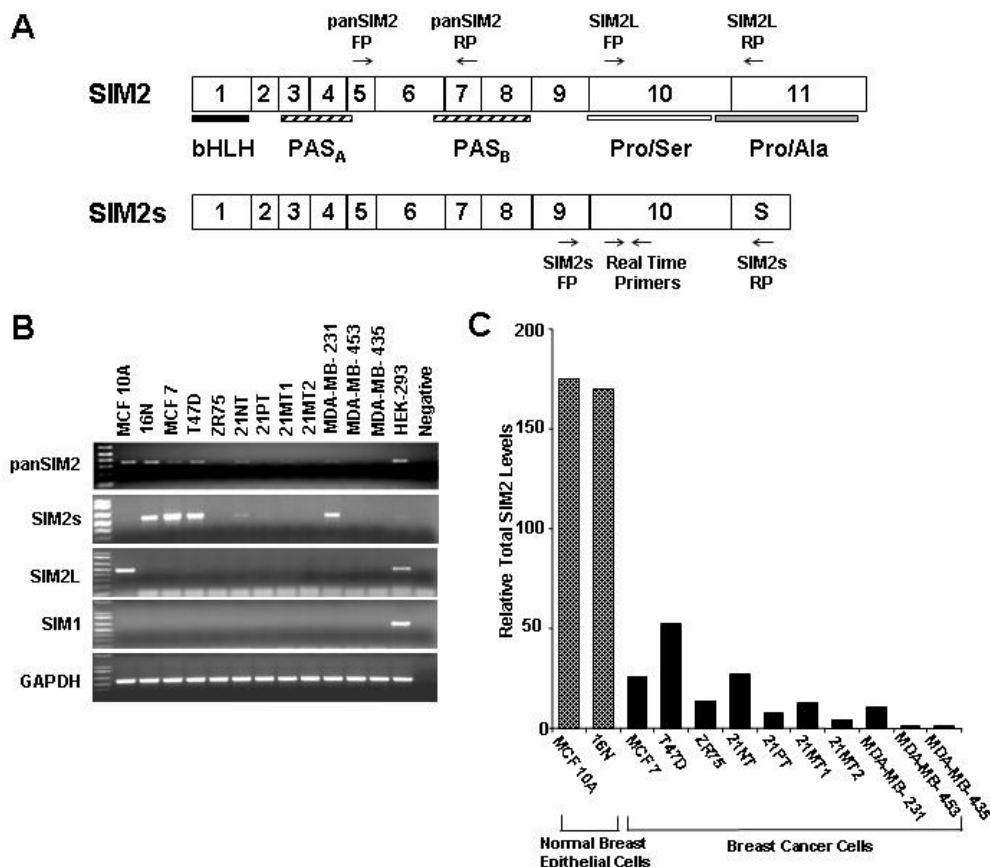 A
panSIM2 FP
panSIM2 RP
SIM2L FP
SIM2L RP
SIM2
1 2 3 4 5 6 7 8 9 10 11
bHLH PASA PASB Pro/Ser Pro/Ala
SIM2s
1 2 3 4 5 6 7 8 9 10 S
SIM2s FP
Real Time Primers
SIM2s RP
B
MCF 10A
16N
MCF 7
T47D
ZR75
21NT
21PT
21MT1
21MT2
MDA-MB- 231
MDA-MB- 453
MDA-MB- 435
HEK-293
Negative
panSIM2
SIM2s
SIM2L
SIM1
GAPDH
C
Relative Total SIM2 Levels
200
150
100
50
0
MCF 10A
16N
MCF 7
T47D
ZR75
21NT
21PT
21MT1
21MT2
MDA-MB- 231
MDA-MB- 453
MDA-MB- 435
Normal Breast
Epithelial Cells
Breast Cancer Cells